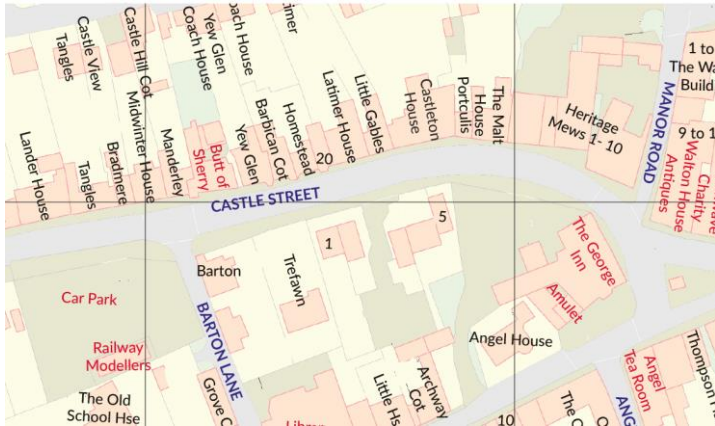 Tangles
Castle View
Castle Hill Cot
Coach House
Yew Glen
Coach House
Lander House
Tangles
Bradmere
Midwinter House
Manderley
Butt of
Sherry
Yew Glen
Barbican Cot
Homestead
20
Latimer House
Little Gables
Castleton
House
Portculis
House
The Malt
Heritage
Mews 1- 10
MANOR ROAD
1 to
The Wa
Build
9 to 1
Walton House
Antiques
Charity
CASTLE STREET
1
5
Barton
Trefawn
The George
Inn
Amulet
Angel House
Car Park
Railway
Modellers
BARTON LANE
The Old
School Hse
Grove C
Little Hs
Archway
Cot
10
The C
ANG
Angel
Tea Room
Thompson